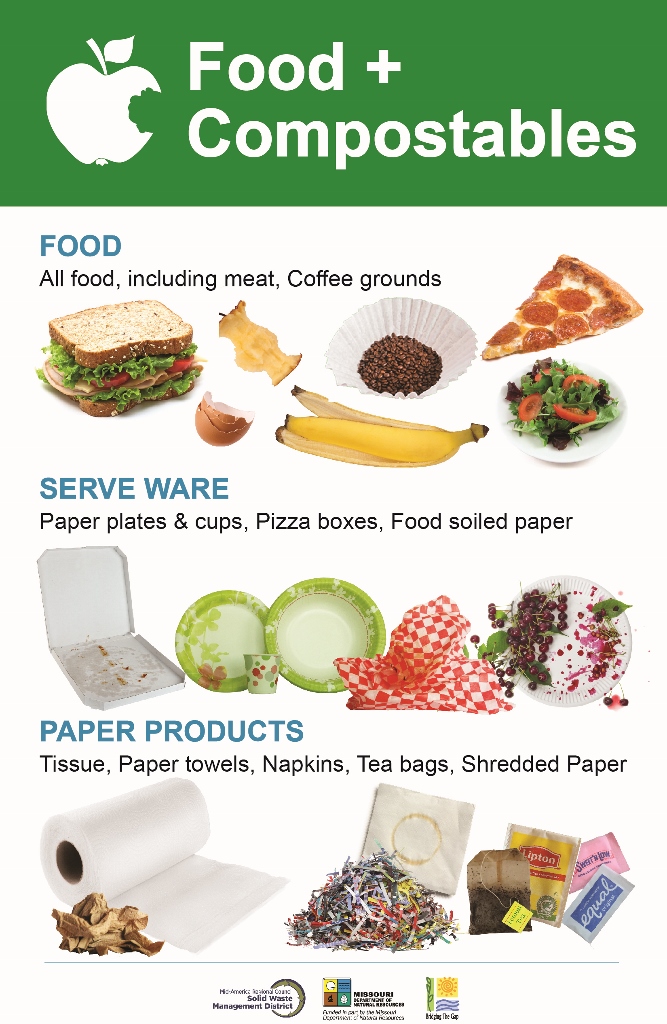 Food +
Compostables
FOOD
All food, including meat, Coffee grounds
SERVE WARE
Paper plates & cups, Pizza boxes, Food soiled paper
PAPER PRODUCTS
Tissue, Paper towels, Napkins, Tea bags, Shredded Paper
Lipton
SWEET'N LOW
equal
Mid-America Regional Council
Solid Waste
Management District
MISSOURI
DEPARTMENT OF
NATURAL RESOURCES
Funded in part by the Missouri
Department of Natural Resources
Bridging The Gap